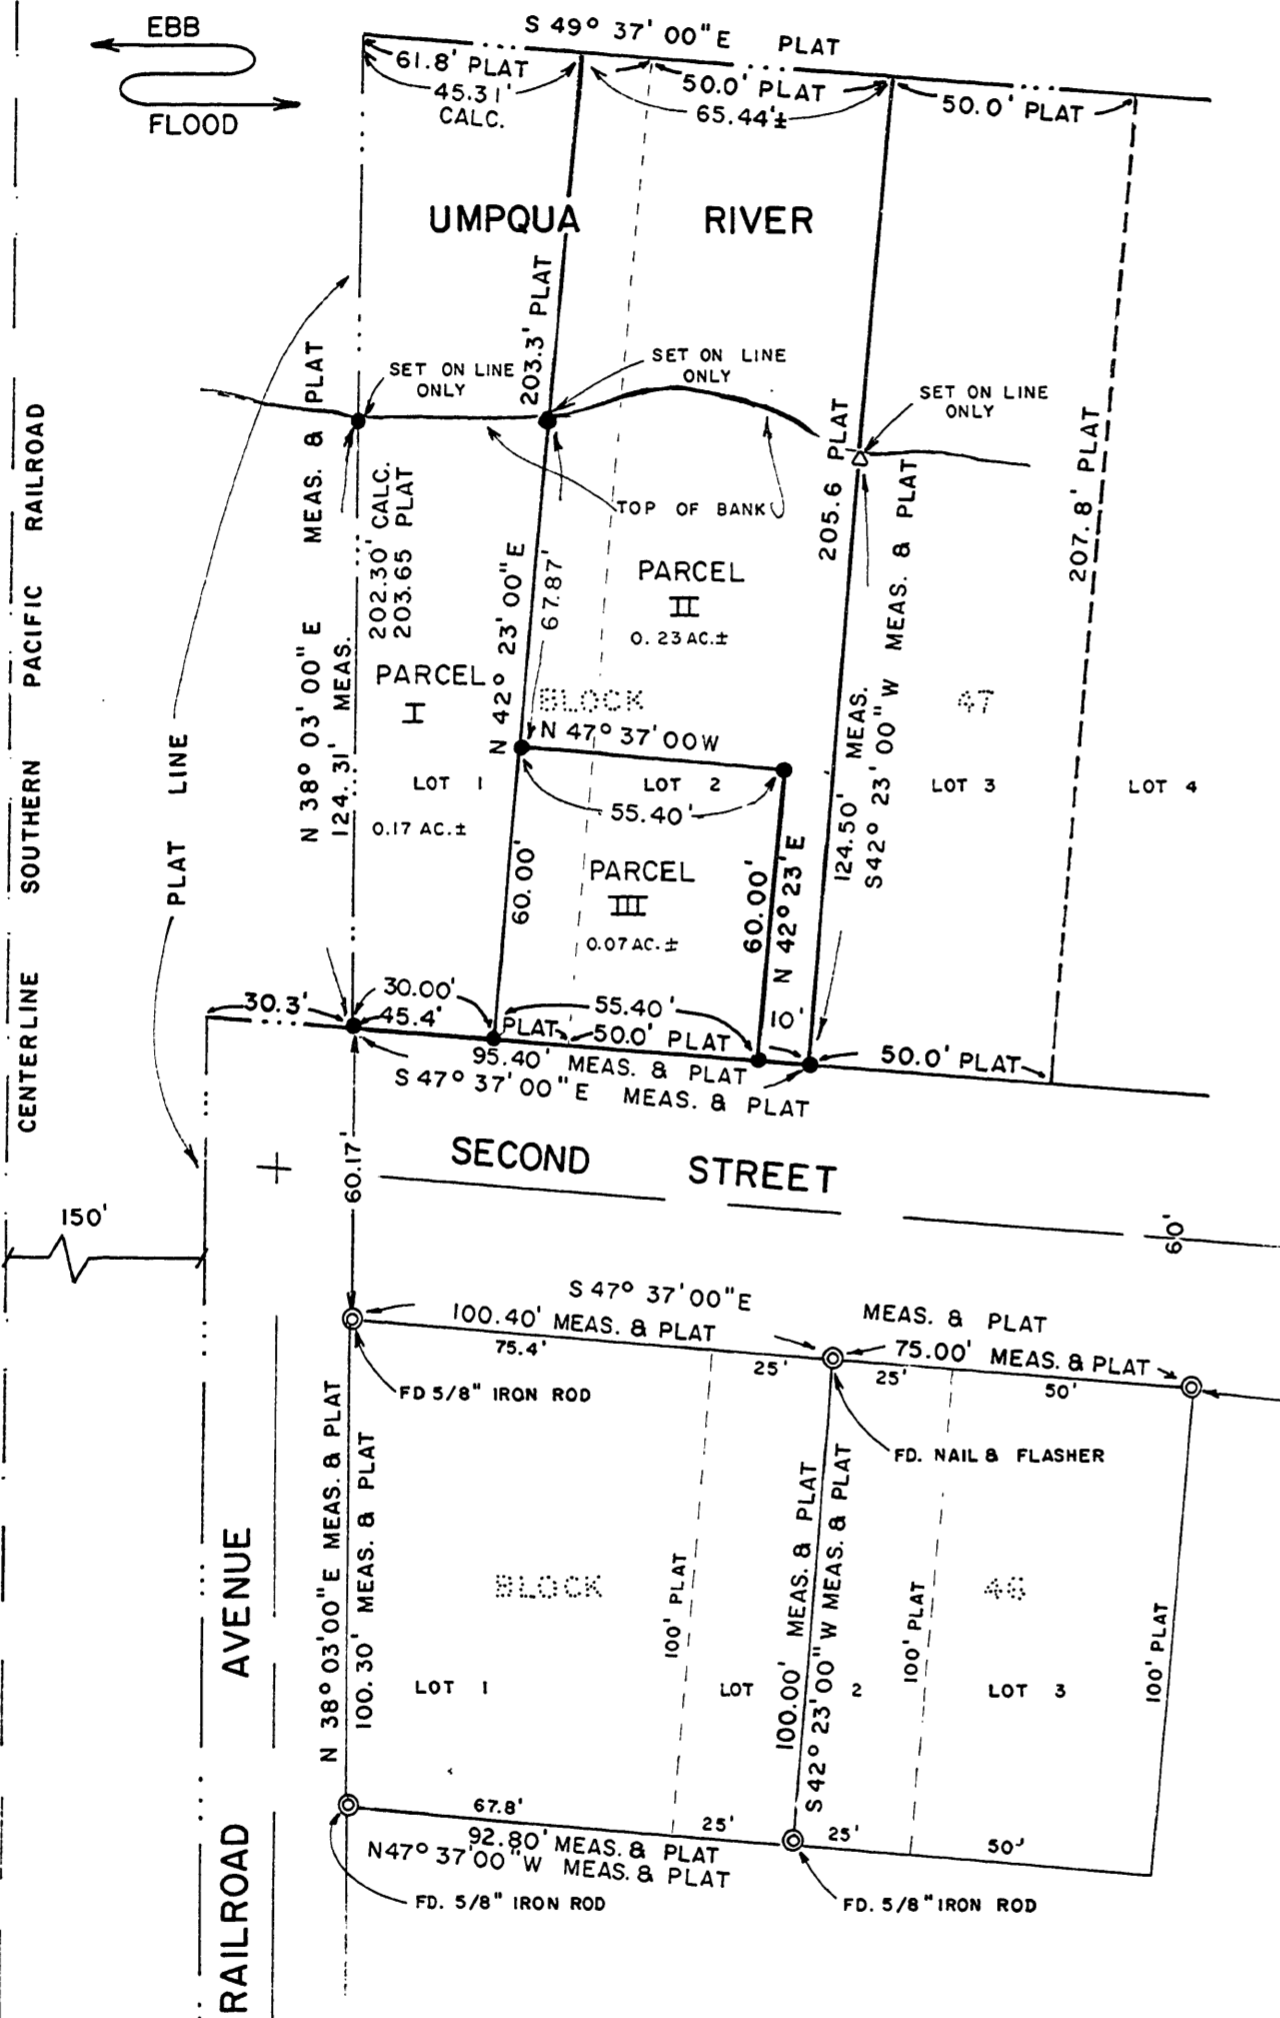 EBB
FLOOD
S 49° 37' 00" E PLAT
61.8' PLAT
45.31'
CALC.
50.0' PLAT
65.44'±
50.0' PLAT
UMPQUA RIVER
203.3' PLAT
SET ON LINE
ONLY
SET ON LINE
ONLY
SET ON LINE
ONLY
TOP OF BANK
N 38° 03' 00" E MEAS. & PLAT
124.31' MEAS.
202.30' CALC.
203.65 PLAT
N 42° 23' 00" E
67.87'
205.6 PLAT
124.50' MEAS.
S 42° 23' 00" W MEAS. & PLAT
207.8' PLAT
PARCEL
I
LOT 1
0.17 AC.±
PARCEL
II
0.23 AC.±
BLOCK 47
N 47° 37' 00 W
LOT 2
55.40'
LOT 3
LOT 4
PARCEL
III
0.07 AC.±
60.00'
60.00'
N 42° 23' E
10'
PLAT LINE
CENTERLINE SOUTHERN PACIFIC RAILROAD
30.3'
30.00'
45.4'
55.40'
PLAT
50.0' PLAT
50.0' PLAT
95.40' MEAS. & PLAT
S 47° 37' 00" E MEAS. & PLAT
60.17'
SECOND STREET
150'
60'
S 47° 37' 00" E MEAS. & PLAT
100.40' MEAS. & PLAT
75.00' MEAS. & PLAT
75.4'
25'
25'
50'
FD 5/8" IRON ROD
FD. NAIL & FLASHER
N 38° 03' 00" E MEAS. & PLAT
100.30' MEAS. & PLAT
100' PLAT
100.00' MEAS. & PLAT
S 42° 23' 00" W MEAS. & PLAT
100' PLAT
100' PLAT
BLOCK 46
LOT 1
LOT 2
LOT 3
67.8'
25'
25'
50'
92.80' MEAS. & PLAT
N 47° 37' 00" W MEAS. & PLAT
FD. 5/8" IRON ROD
FD. 5/8" IRON ROD
RAILROAD AVENUE